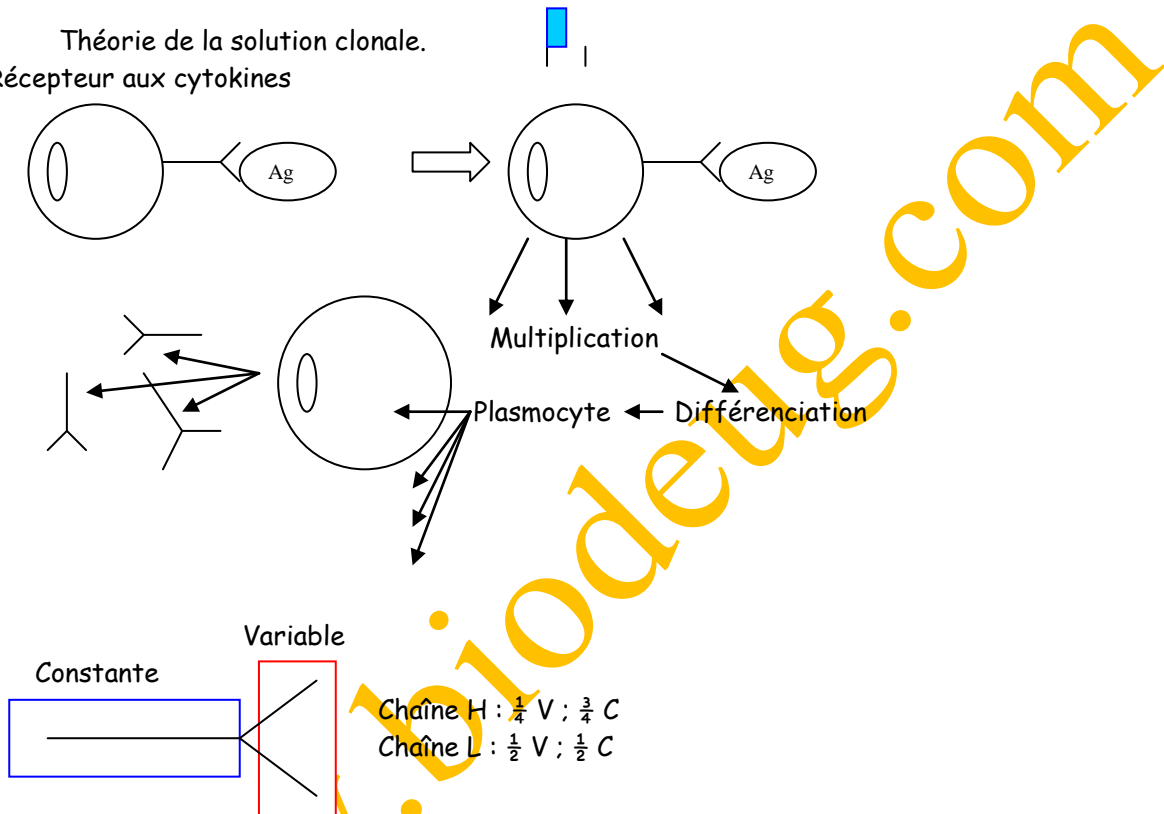 Théorie de la solution clonale.
Récepteur aux cytokines
Ag
Ag
Multiplication
Plasmocyte
Différenciation
Variable
Constante
Chaîne H : ¼ V ; ¾ C
Chaîne L : ½ V ; ½ C
.biodeug.com